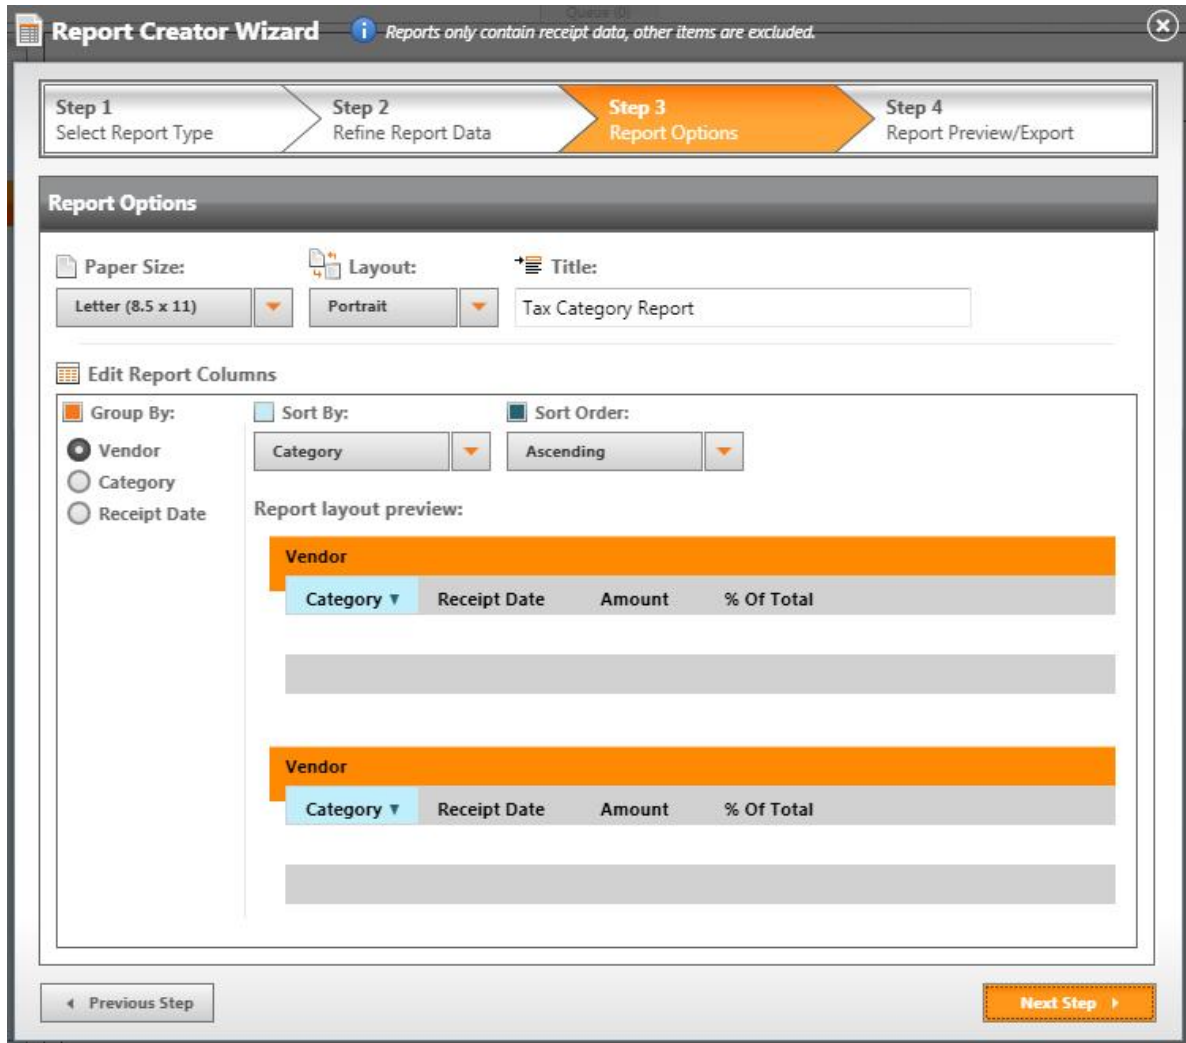 Queue (0)
Report Creator Wizard
Reports only contain receipt data, other items are excluded.
Step 1
Select Report Type
Step 2
Refine Report Data
Step 3
Report Options
Step 4
Report Preview/Export
Report Options
Paper Size:
Letter (8.5 x 11)
Layout:
Portrait
Title:
Tax Category Report
Edit Report Columns
Group By:
Vendor
Category
Receipt Date
Sort By:
Category
Sort Order:
Ascending
Report layout preview:
Vendor
Category Receipt Date Amount % Of Total
Vendor
Category Receipt Date Amount % Of Total
Previous Step
Next Step